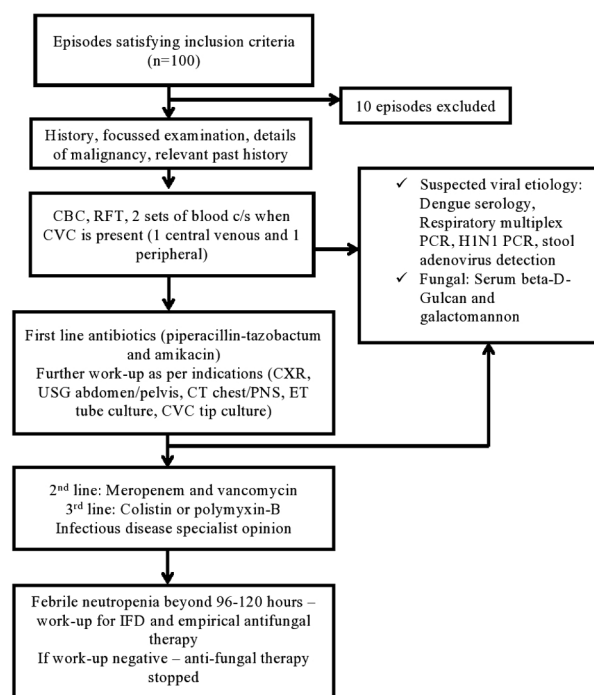 Episodes satisfying inclusion criteria
(n=100)
10 episodes excluded
History, focussed examination, details
of malignancy, relevant past history
CBC, RFT, 2 sets of blood c/s when
CVC is present (1 central venous and 1
peripheral)
✓ Suspected viral etiology:
Dengue serology,
Respiratory multiplex
PCR, H1N1 PCR, stool
adenovirus detection
✓ Fungal: Serum beta-D-
Gulcan and
galactomannon
First line antibiotics (piperacillin-tazobactum
and amikacin)
Further work-up as per indications (CXR,
USG abdomen/pelvis, CT chest/PNS, ET
tube culture, CVC tip culture)
2nd line: Meropenem and vancomycin
3rd line: Colistin or polymyxin-B
Infectious disease specialist opinion
Febrile neutropenia beyond 96-120 hours –
work-up for IFD and empirical antifungal
therapy
If work-up negative – anti-fungal therapy
stopped